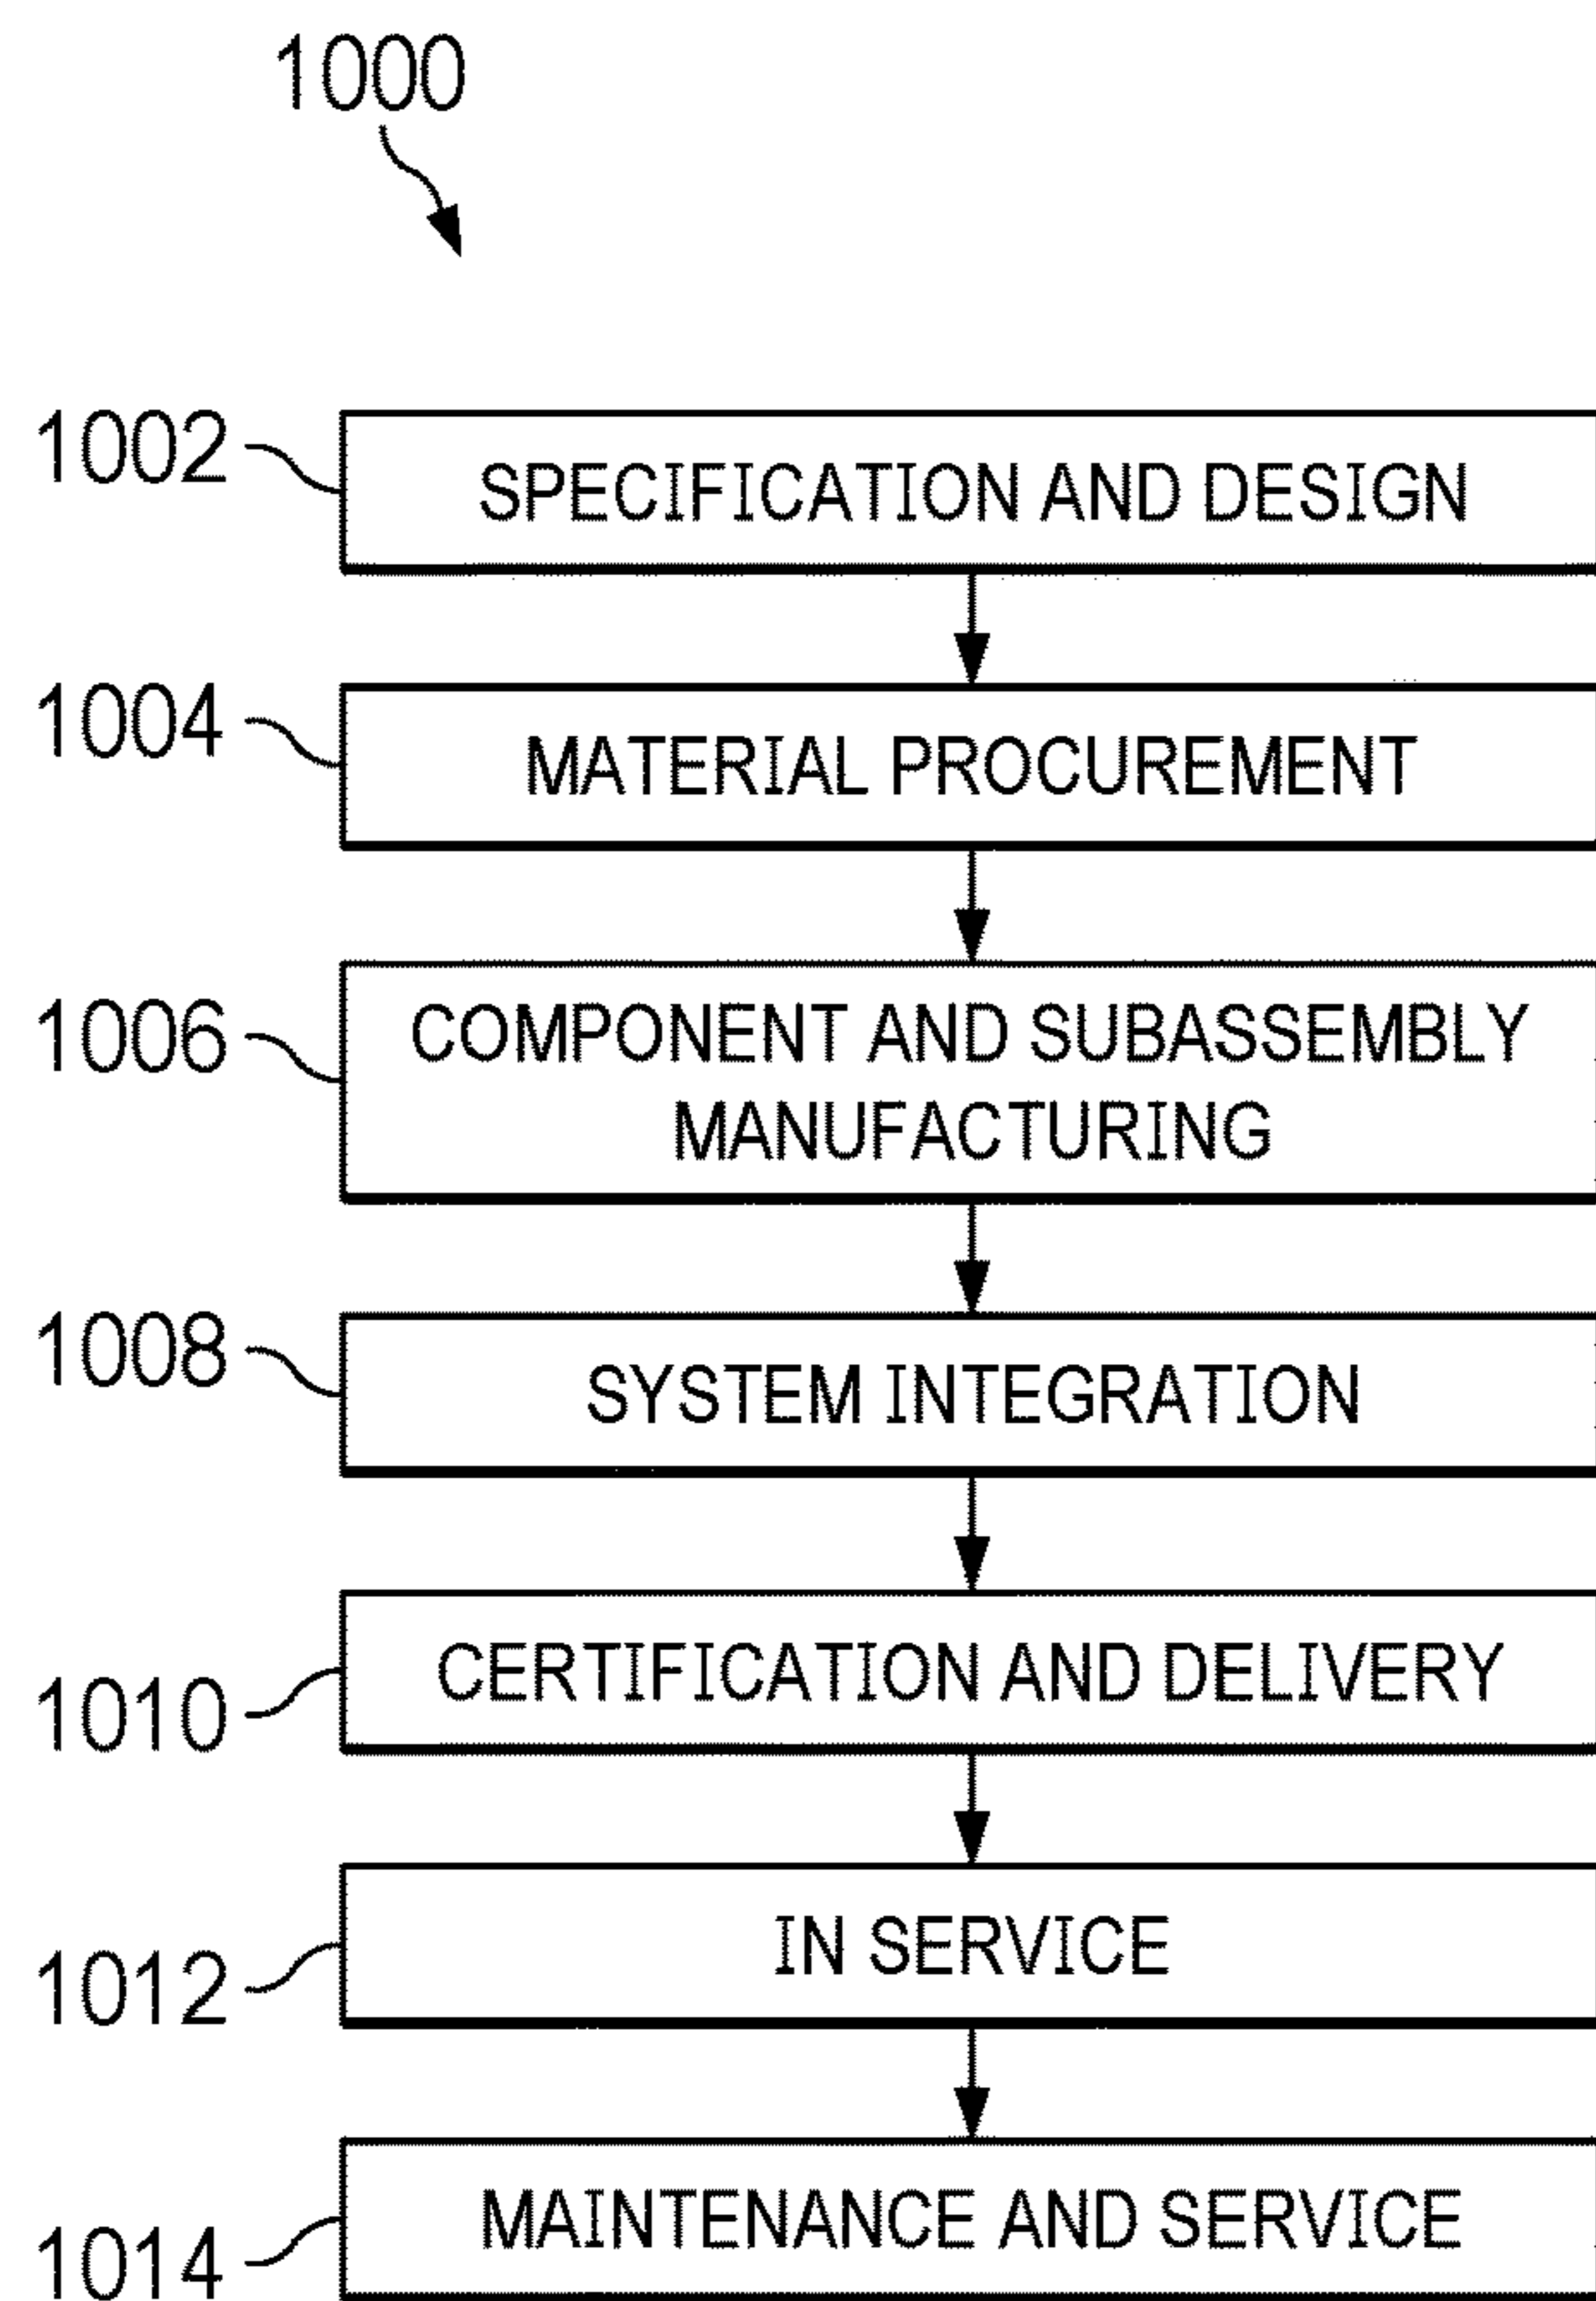 1000
1002
SPECIFICATION AND DESIGN
1004
MATERIAL PROCUREMENT
1006
COMPONENT AND SUBASSEMBLY
MANUFACTURING
1008
SYSTEM INTEGRATION
1010
CERTIFICATION AND DELIVERY
1012
IN SERVICE
1014
MAINTENANCE AND SERVICE